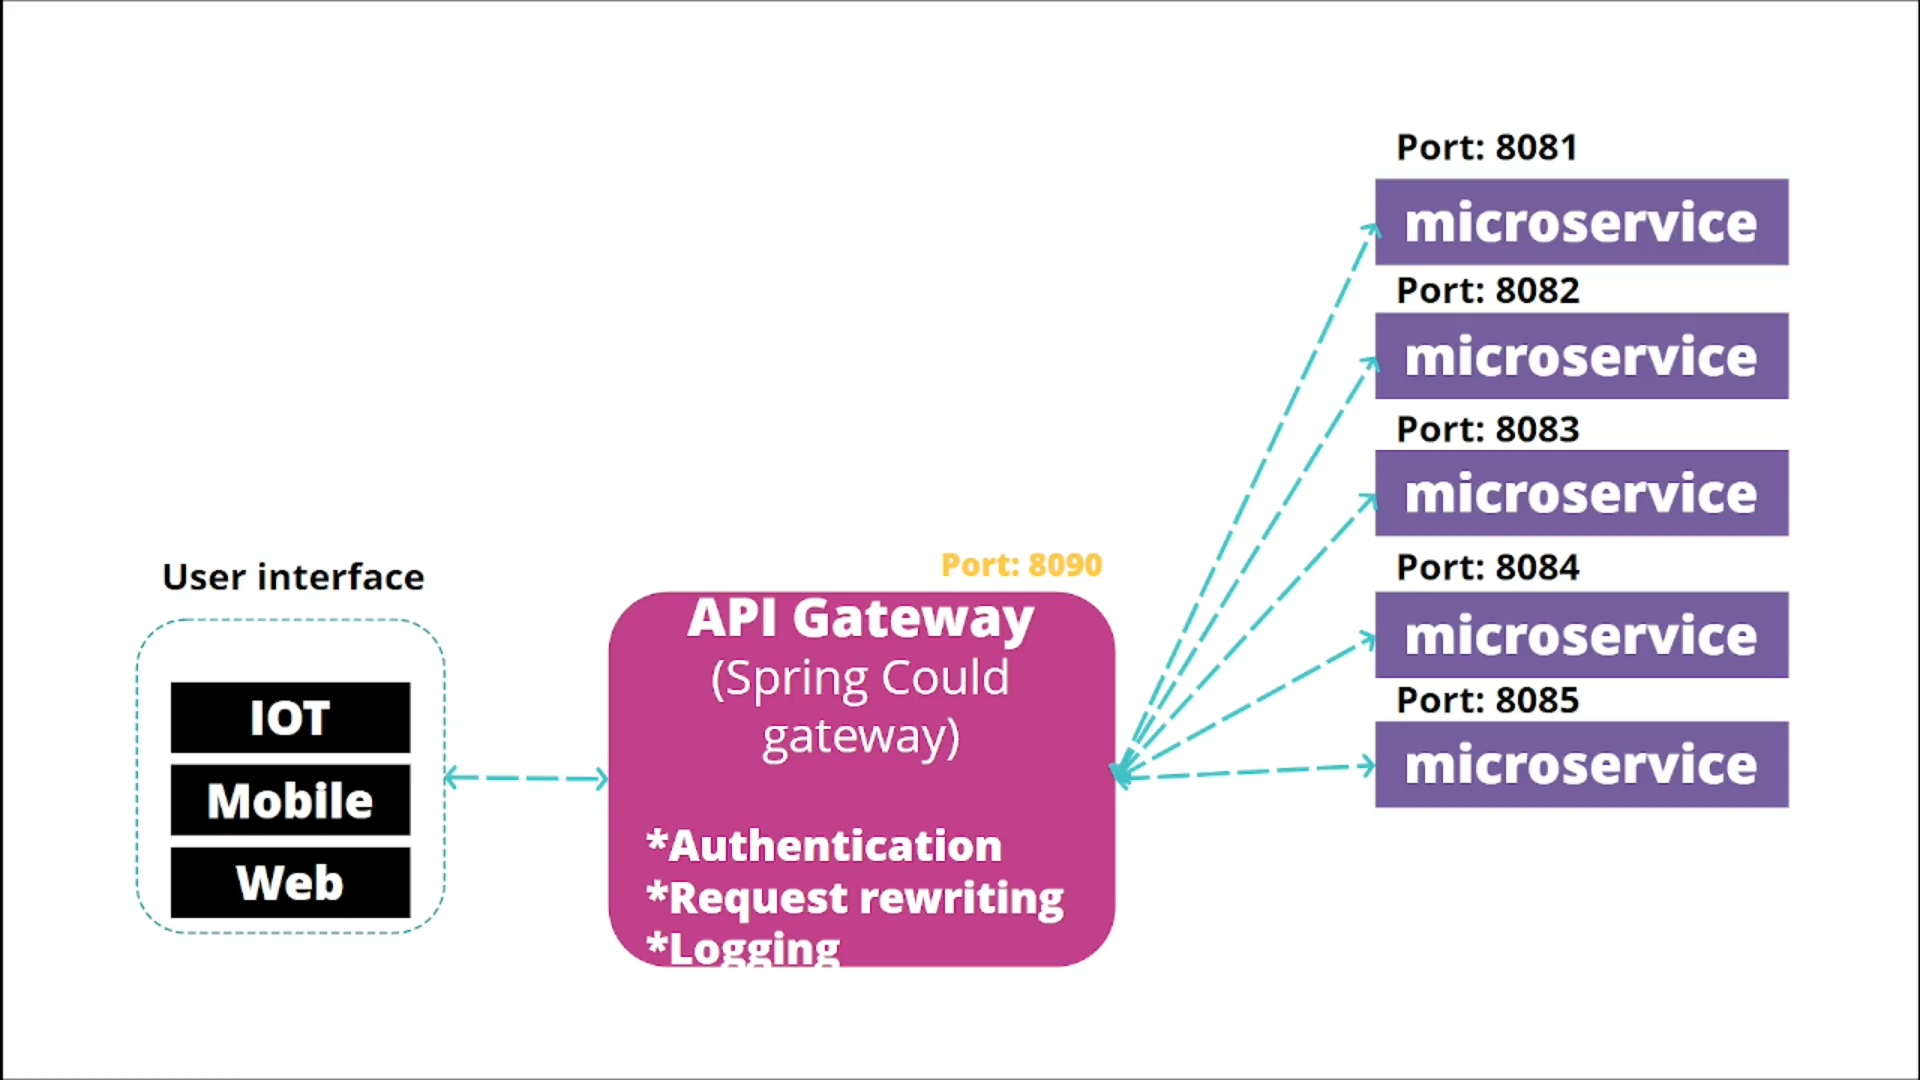 User interface
IOT
Mobile
Web
Port: 8090
API Gateway
(Spring Could
gateway)
*Authentication
*Request rewriting
*Logging
Port: 8081
microservice
Port: 8082
microservice
Port: 8083
microservice
Port: 8084
microservice
Port: 8085
microservice